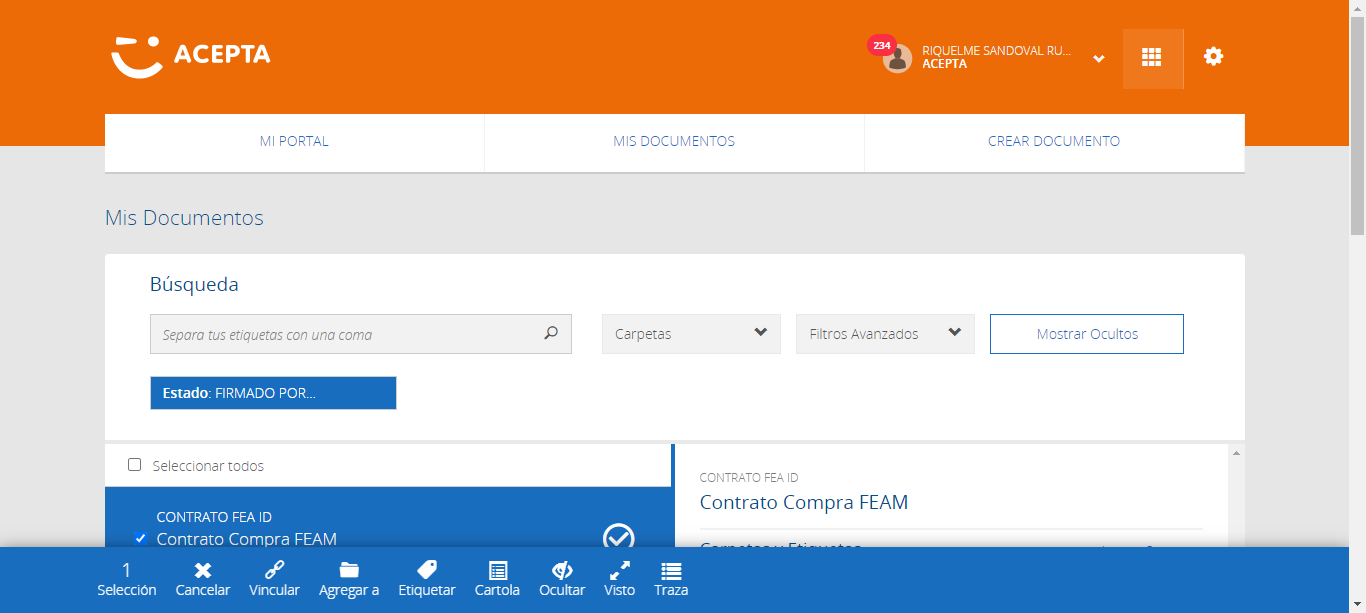 ACEPTA
234
RIQUELME SANDOVAL RU...
ACEPTA
MI PORTAL
MIS DOCUMENTOS
CREAR DOCUMENTO
Mis Documentos
Búsqueda
Separa tus etiquetas con una coma
Carpetas
Filtros Avanzados
Mostrar Ocultos
Estado: FIRMADO POR...
Seleccionar todos
CONTRATO FEA ID
Contrato Compra FEAM
CONTRATO FEA ID
Contrato Compra FEAM
Carpetas y Etiquetas
1
Selección
Cancelar
Vincular
Agregar a
Etiquetar
Cartola
Ocultar
Visto
Traza